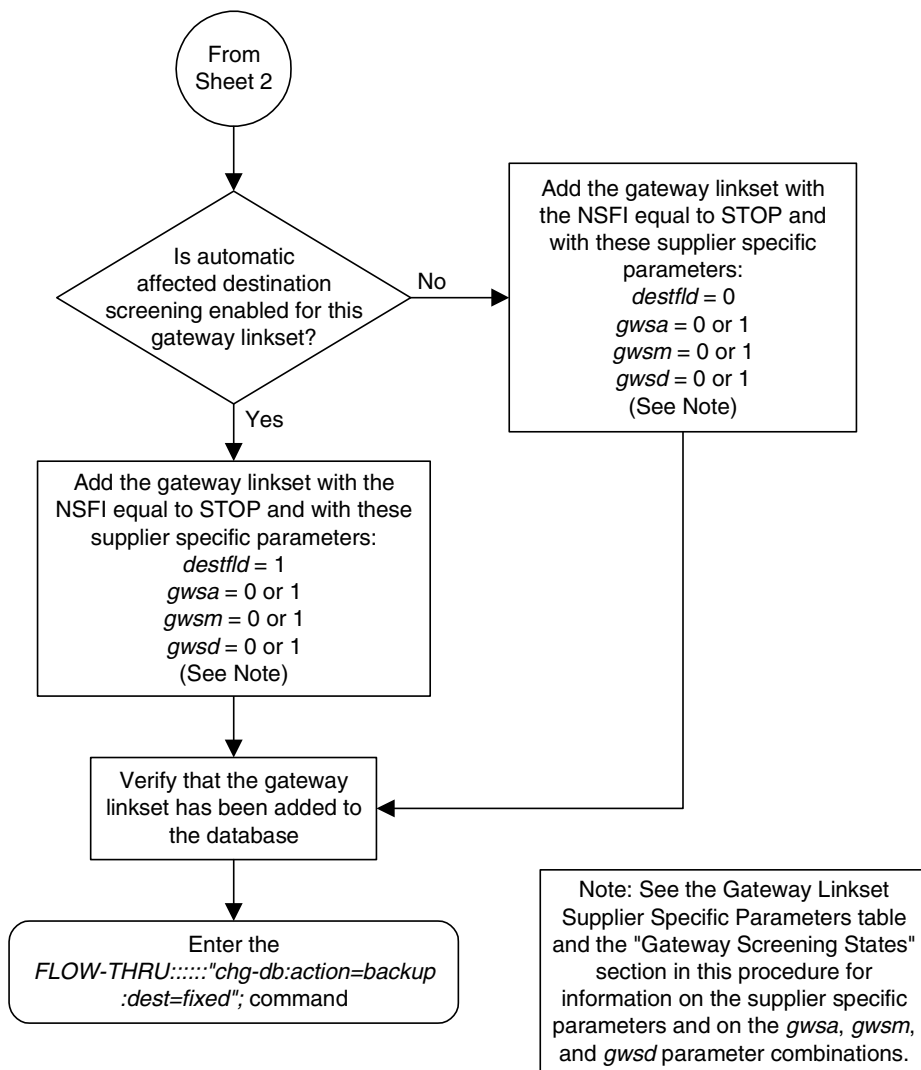 From
Sheet 2
Is automatic
affected destination
screening enabled for this
gateway linkset?
No
Add the gateway linkset with
the NSFI equal to STOP and
with these supplier specific
parameters:
destfld = 0
gwsa = 0 or 1
gwsm = 0 or 1
gwsd = 0 or 1
(See Note)
Yes
Add the gateway linkset with the
NSFI equal to STOP and with these
supplier specific parameters:
destfld = 1
gwsa = 0 or 1
gwsm = 0 or 1
gwsd = 0 or 1
(See Note)
Verify that the gateway
linkset has been added to
the database
Enter the
FLOW-THRU::::::"chg-db:action=backup
:dest=fixed"; command
Note: See the Gateway Linkset
Supplier Specific Parameters table
and the "Gateway Screening States"
section in this procedure for
information on the supplier specific
parameters and on the gwsa, gwsm,
and gwsd parameter combinations.